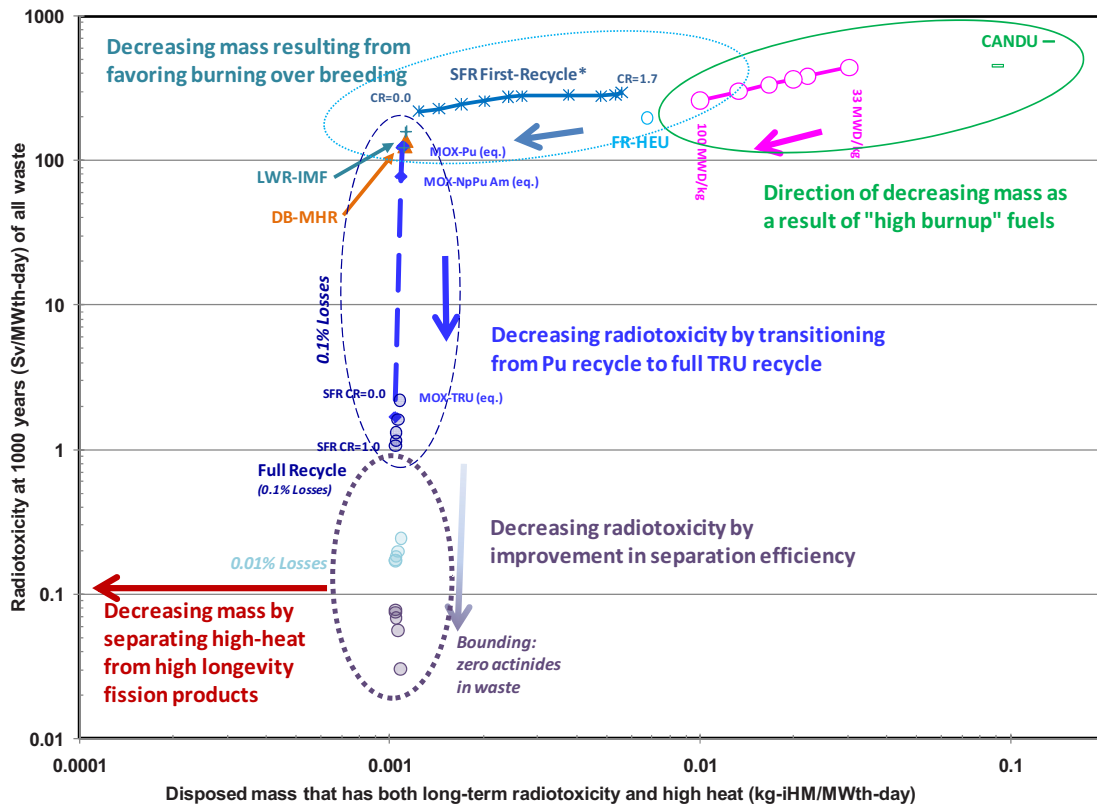 1000
100
10
1
0.1
0.01
Radiotoxicity at 1000 years (Sv/MWth-day) of all waste
Decreasing mass resulting from
favoring burning over breeding
SFR First-Recycle*
CR=0.0
CR=1.7
CANDU
FR-HEU
100 MWD/kg
33 MWD/kg
MOX-Pu (eq.)
MOX-NpPu Am (eq.)
LWR-IMF
DB-MHR
Direction of decreasing mass as
a result of "high burnup" fuels
0.1% Losses
Decreasing radiotoxicity by transitioning
from Pu recycle to full TRU recycle
SFR CR=0.0
MOX-TRU (eq.)
SFR CR=1.0
Full Recycle
(0.1% Losses)
Decreasing radiotoxicity by
improvement in separation efficiency
0.01% Losses
Decreasing mass by
separating high-heat
from high longevity
fission products
Bounding:
zero actinides
in waste
0.0001
0.001
0.01
0.1
Disposed mass that has both long-term radiotoxicity and high heat (kg-iHM/MWth-day)